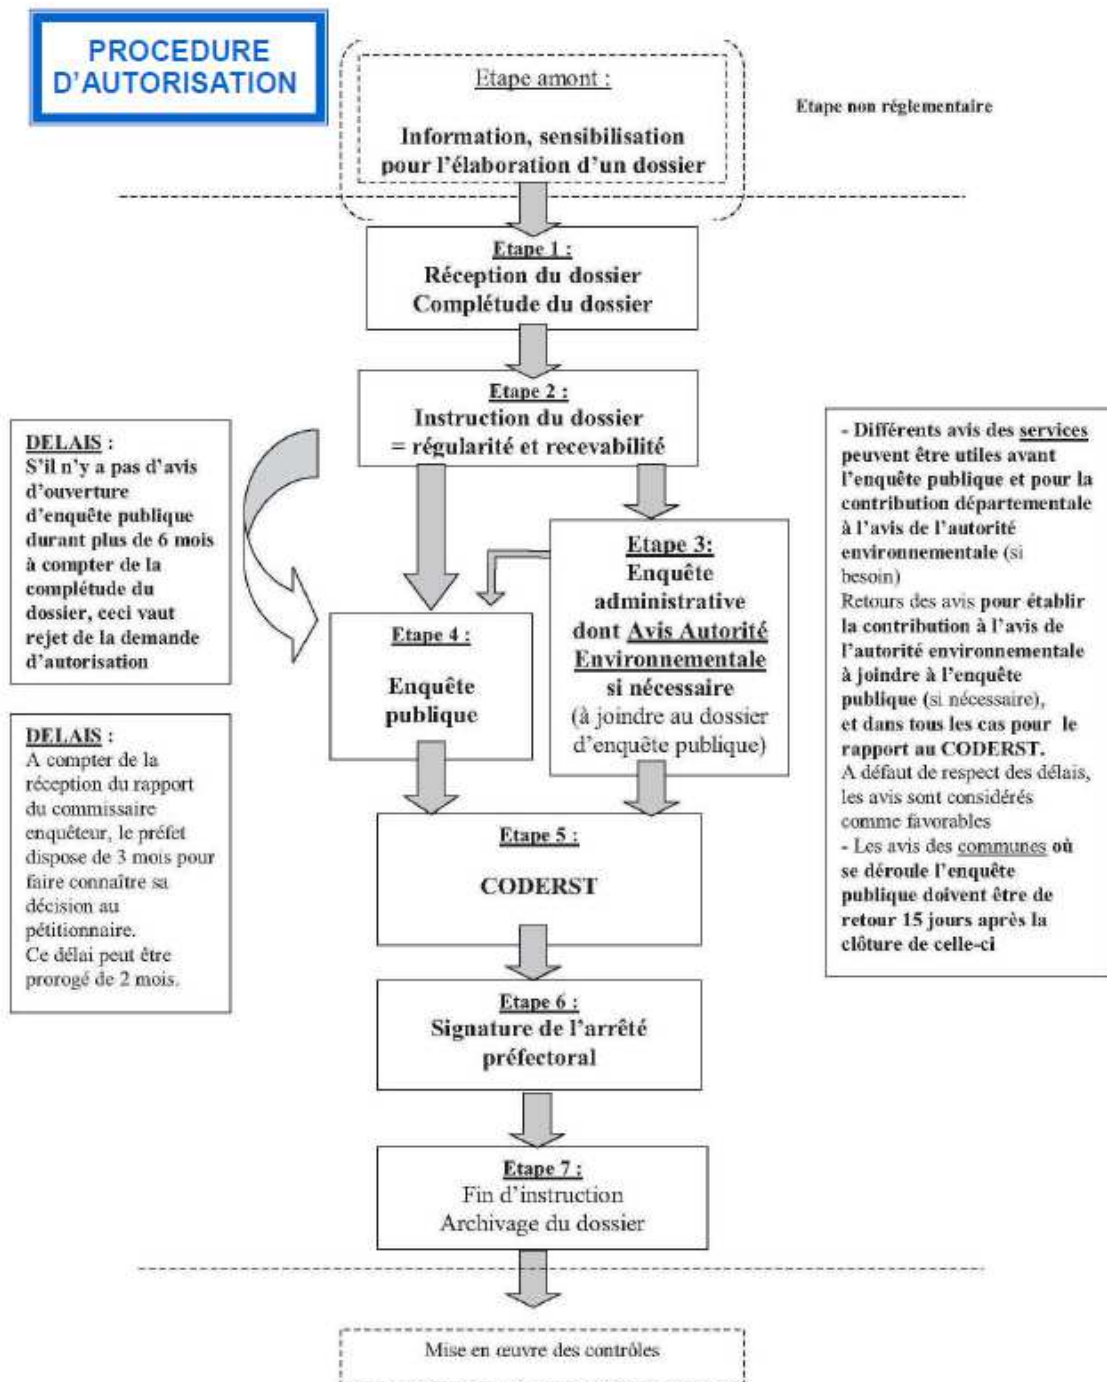 PROCEDURE
D'AUTORISATION
Etape amont :
Information, sensibilisation
pour l'élaboration d'un dossier
Etape non réglementaire
Etape 1 :
Réception du dossier
Complétude du dossier
Etape 2 :
Instruction du dossier
= régularité et recevabilité
DELAIS :
S'il n'y a pas d'avis
d'ouverture
d'enquête publique
durant plus de 6 mois
à compter de la
complétude du
dossier, ceci vaut
rejet de la demande
d'autorisation
Etape 3:
Enquête
administrative
dont Avis Autorité
Environnementale
si nécessaire
(à joindre au dossier
d'enquête publique)
Etape 4 :
Enquête
publique
- Différents avis des services
peuvent être utiles avant
l'enquête publique et pour la
contribution départementale
à l'avis de l'autorité
environnementale (si
besoin)
Retours des avis pour établir
la contribution à l'avis de
l'autorité environnementale
à joindre à l'enquête
publique (si nécessaire),
et dans tous les cas pour le
rapport au CODERST.
A défaut de respect des délais,
les avis sont considérés
comme favorables
- Les avis des communes où
se déroule l'enquête
publique doivent être de
retour 15 jours après la
clôture de celle-ci
DELAIS :
A compter de la
réception du rapport
du commissaire
enquêteur, le préfet
dispose de 3 mois pour
faire connaître sa
décision au
pétitionnaire.
Ce délai peut être
prorogé de 2 mois.
Etape 5 :
CODERST
Etape 6 :
Signature de l'arrêté
préfectoral
Etape 7 :
Fin d'instruction
Archivage du dossier
Mise en œuvre des contrôles